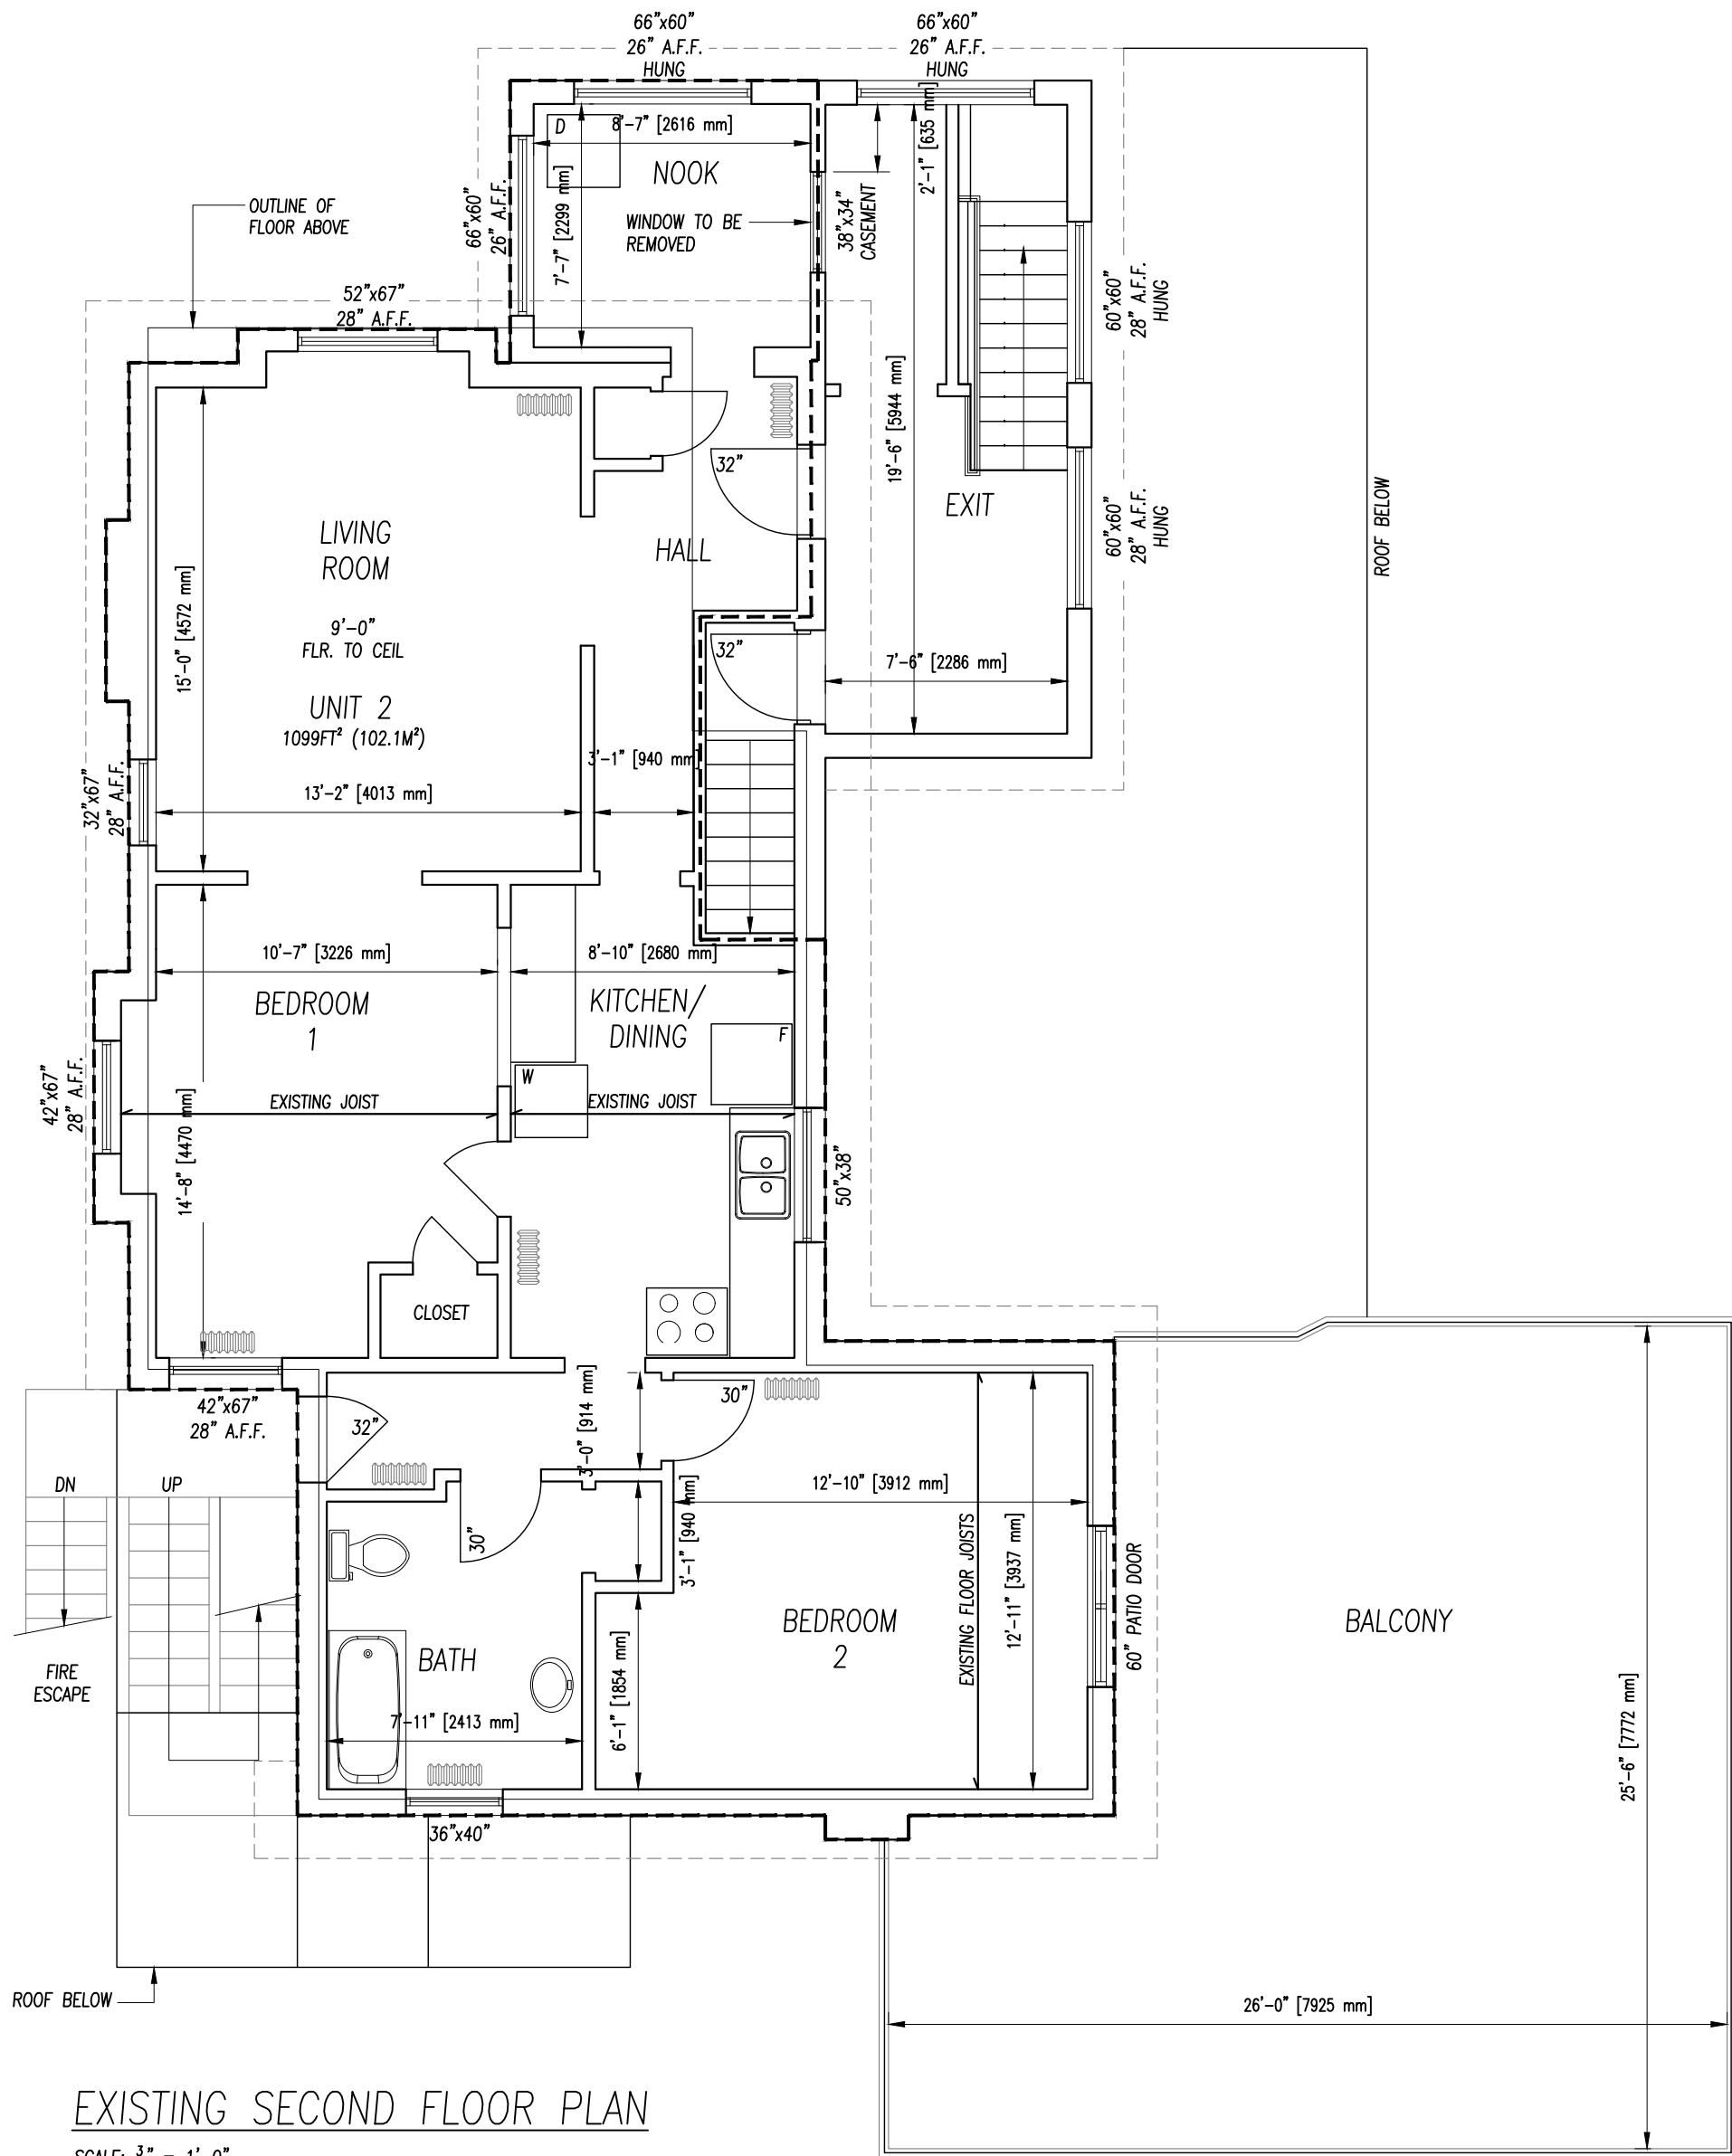 66"x60"
26" A.F.F.
HUNG
66"x60"
26" A.F.F.
HUNG
D
8'-7" [2616 mm]
NOOK
7'-7" [2299 mm]
66"x60"
26" A.F.F.
WINDOW TO BE
REMOVED
38"x34"
CASEMENT
2'-1" [635 mm]
OUTLINE OF
FLOOR ABOVE
52"x67"
28" A.F.F.
60"x60"
28" A.F.F.
HUNG
19'-6" [5944 mm]
32"
EXIT
60"x60"
28" A.F.F.
HUNG
ROOF BELOW
LIVING
ROOM
HALL
15'-0" [4572 mm]
9'-0"
FLR. TO CEIL
32"
7'-6" [2286 mm]
UNIT 2
1099FT² (102.1M²)
3'-1" [940 mm]
32"x67"
28" A.F.F.
13'-2" [4013 mm]
10'-7" [3226 mm]
8'-10" [2680 mm]
BEDROOM
1
KITCHEN/
DINING
F
W
42"x67"
28" A.F.F.
EXISTING JOIST
EXISTING JOIST
14'-8" [4470 mm]
50"x38"
CLOSET
42"x67"
28" A.F.F.
32"
3'-0" [914 mm]
30"
DN
UP
12'-10" [3912 mm]
30"
3'-1" [940 mm]
EXISTING FLOOR JOISTS
12'-11" [3937 mm]
60" PATIO DOOR
BEDROOM
2
BALCONY
FIRE
ESCAPE
BATH
6'-1" [1854 mm]
7'-11" [2413 mm]
25'-6" [7772 mm]
36"x40"
ROOF BELOW
26'-0" [7925 mm]
EXISTING SECOND FLOOR PLAN